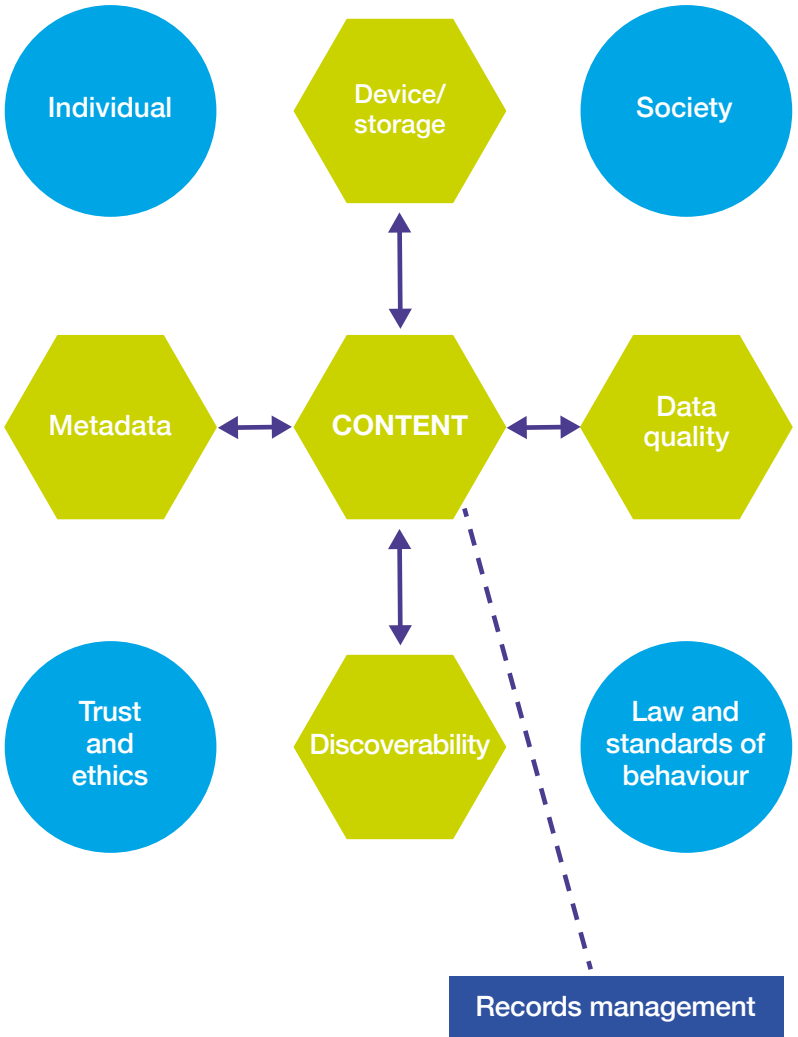 Individual
Device/
storage
Society
Metadata
CONTENT
Data
quality
Trust
and
ethics
Discoverability
Law and
standards of
behaviour
Records management